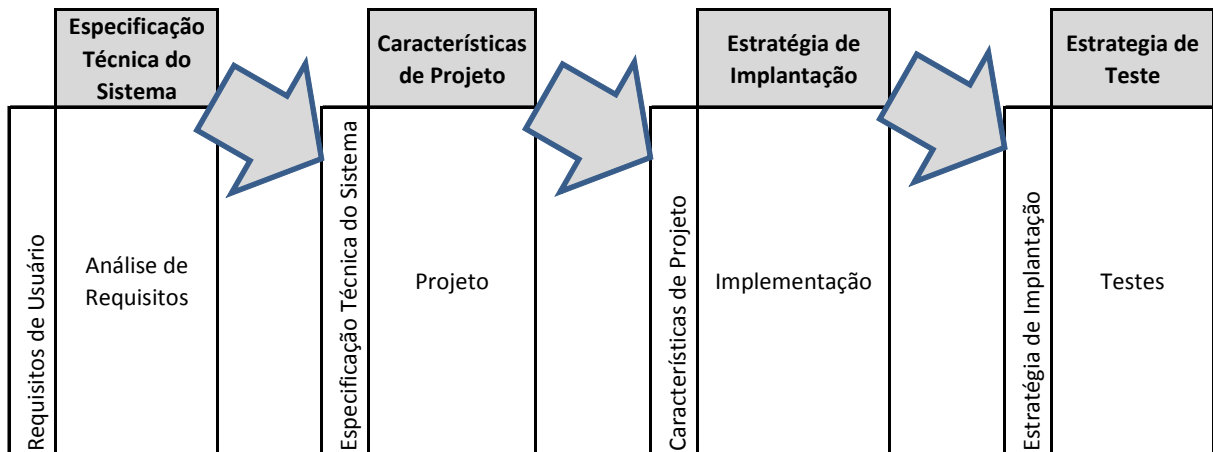 Especificação
Técnica do
Sistema
Requisitos de Usuário
Análise de
Requisitos
Características
de Projeto
Especificação Técnica do Sistema
Projeto
Estratégia de
Implantação
Características de Projeto
Implementação
Estrategia de
Teste
Estratégia de Implantação
Testes